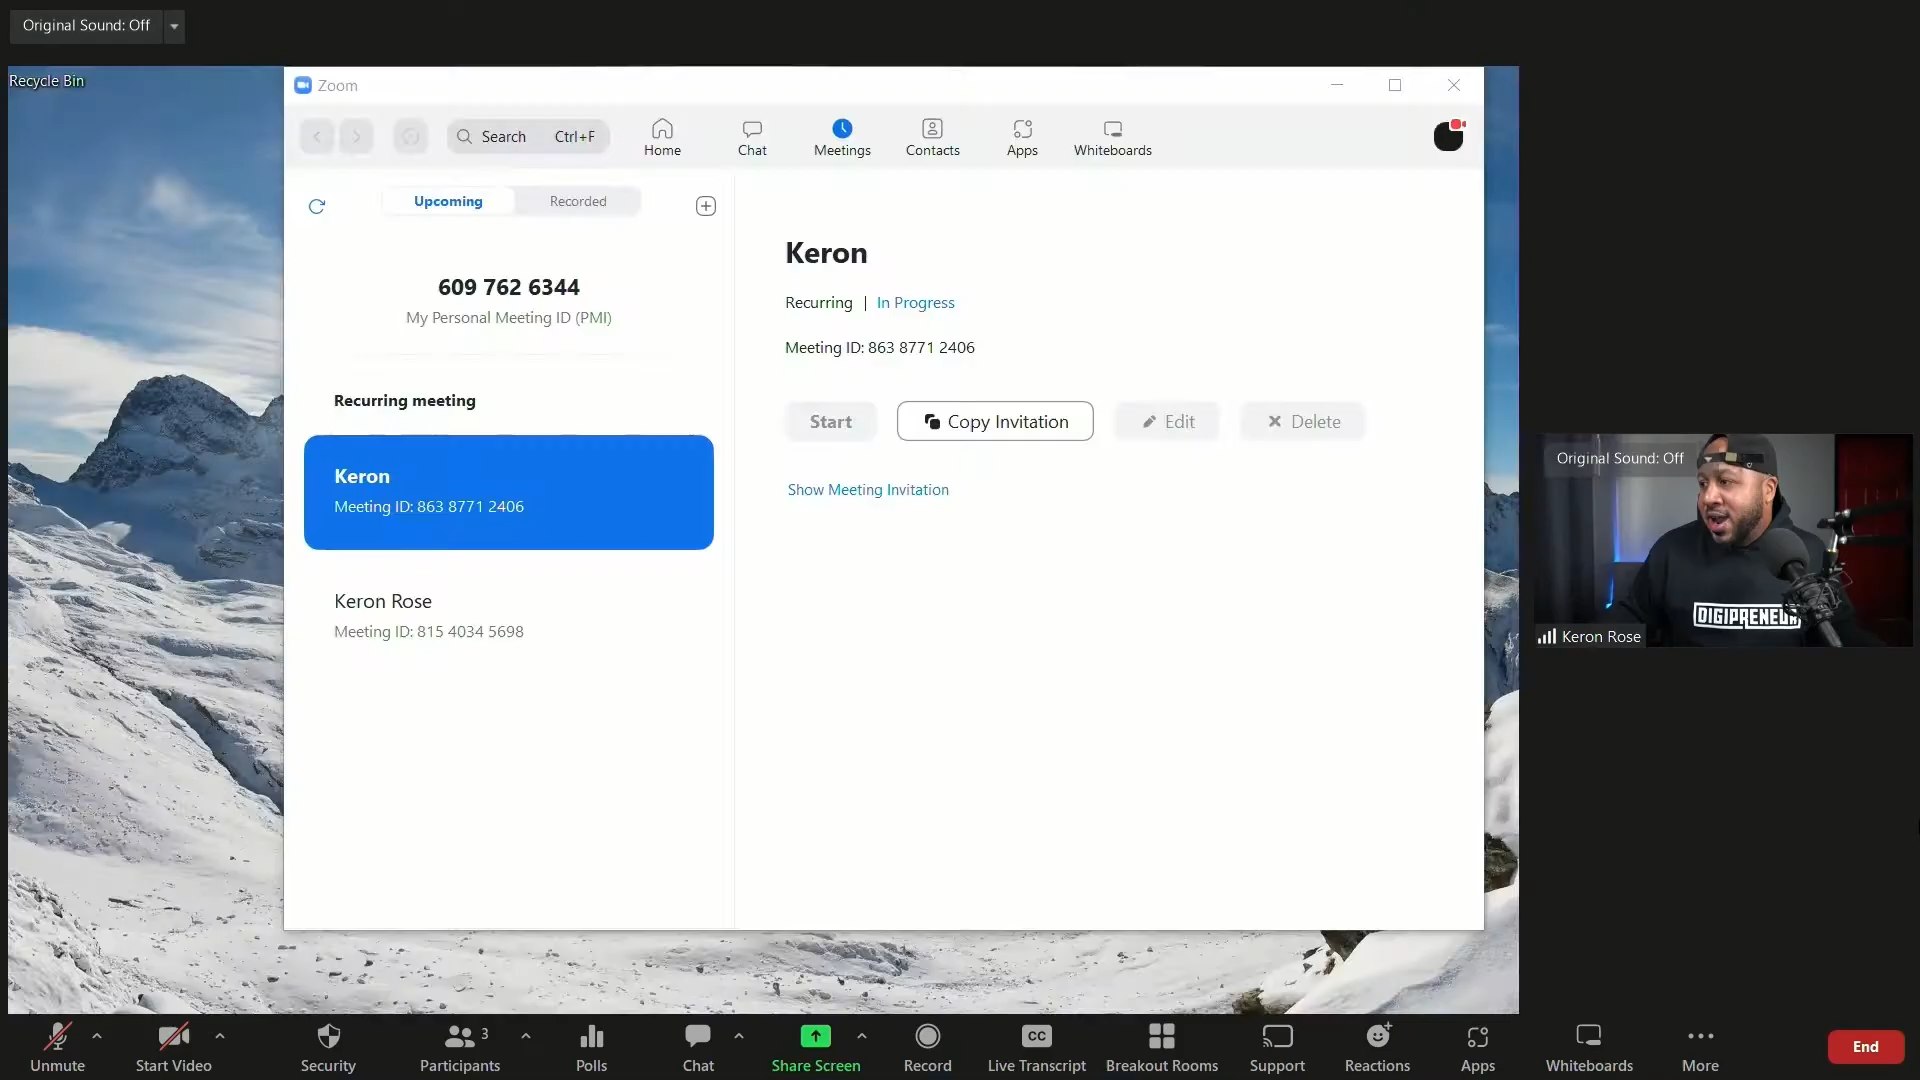 Original Sound: Off
Recycle Bin
Zoom
Search Ctrl+F
Home
Chat
Meetings
Contacts
Apps
Whiteboards
Upcoming
Recorded
609 762 6344
My Personal Meeting ID (PMI)
Recurring meeting
Keron
Meeting ID: 863 8771 2406
Keron Rose
Meeting ID: 815 4034 5698
Keron
Recurring | In Progress
Meeting ID: 863 8771 2406
Start
Copy Invitation
Edit
Delete
Show Meeting Invitation
Original Sound: Off
DIGIPRENEUR
Keron Rose
Unmute
Start Video
Security
3
Participants
Polls
Chat
Share Screen
Record
CC
Live Transcript
Breakout Rooms
Support
Reactions
Apps
Whiteboards
More
End